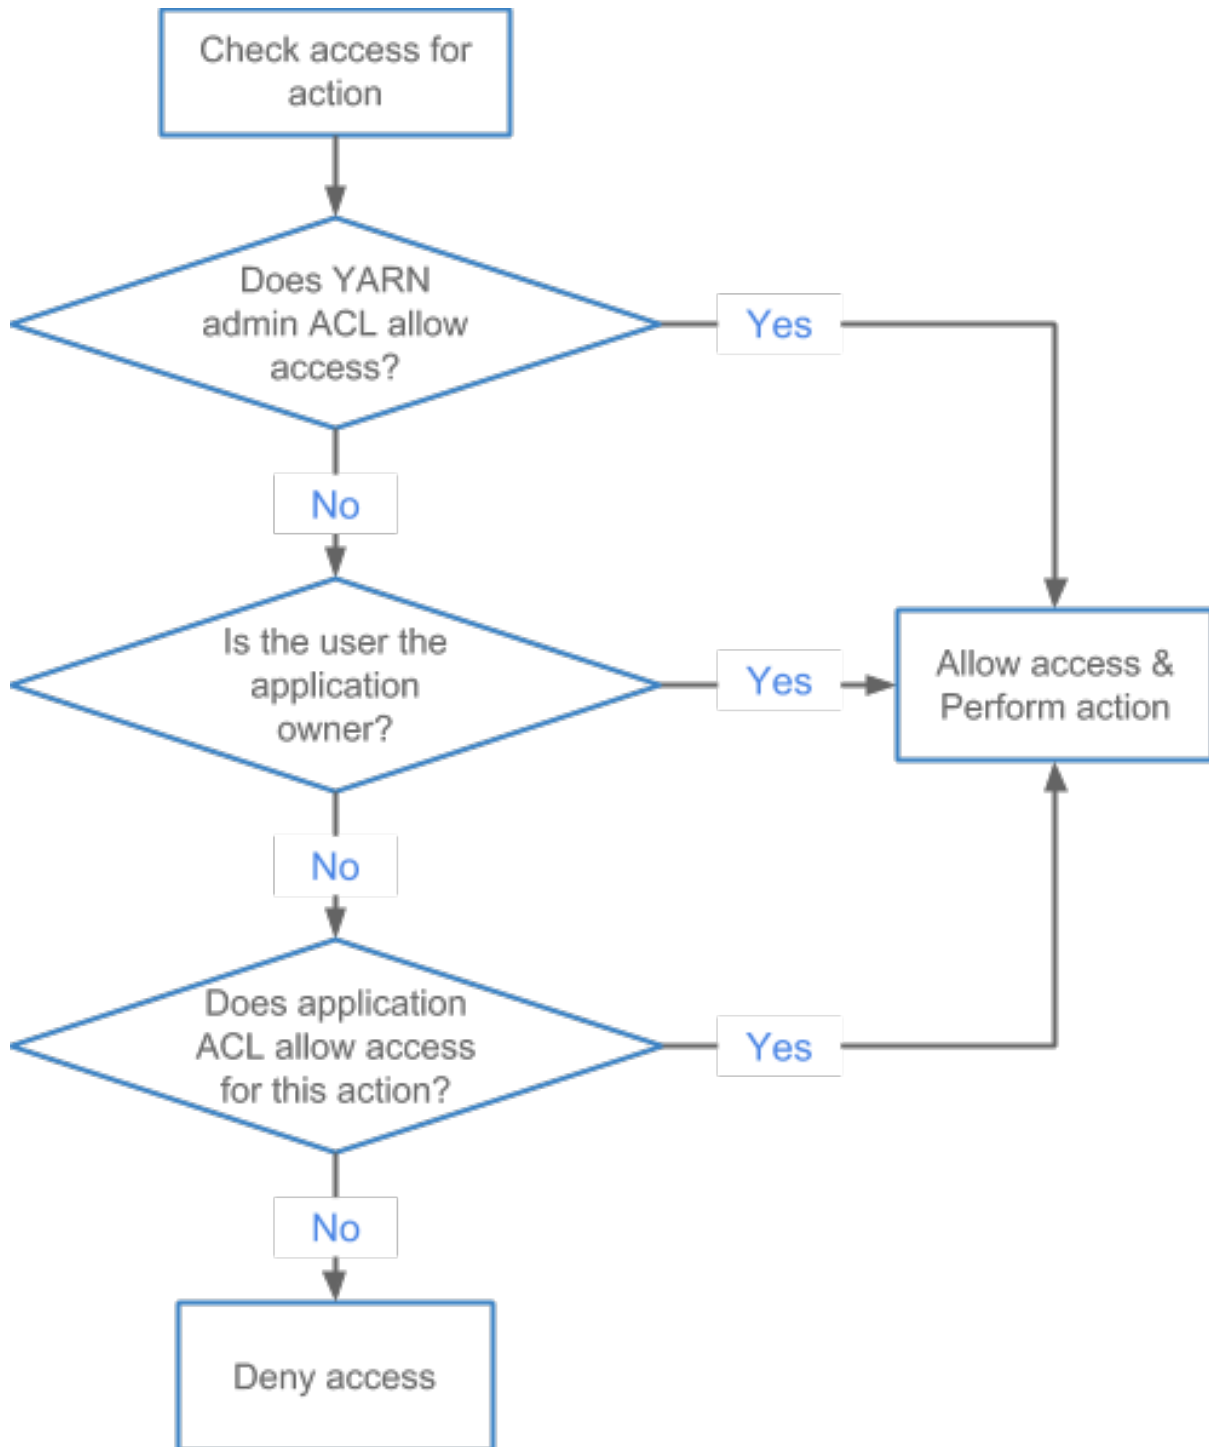 Check access for
action
Does YARN
admin ACL allow
access?
Yes
No
Is the user the
application
owner?
Yes
Allow access &
Perform action
No
Does application
ACL allow access
for this action?
Yes
No
Deny access